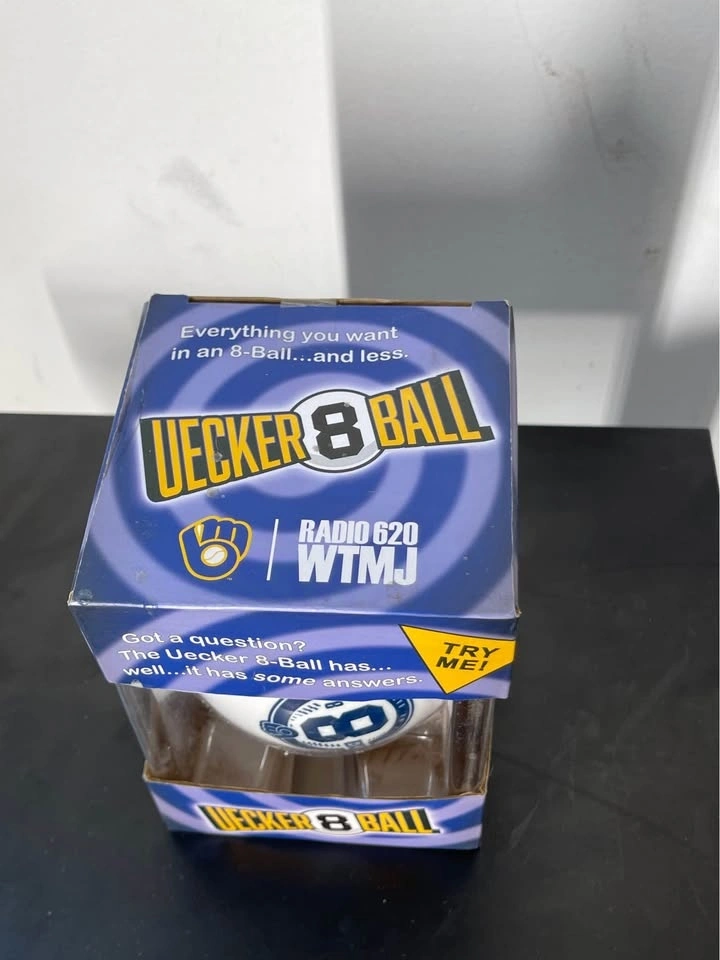 Everything you want
in an 8-Ball...and less.
UECKER 8 BALL
RADIO 620
WTMJ
Got a question?
The Uecker 8-Ball has...
well...it has some answers.
TRY
ME!
8
UECKER 8 BALL